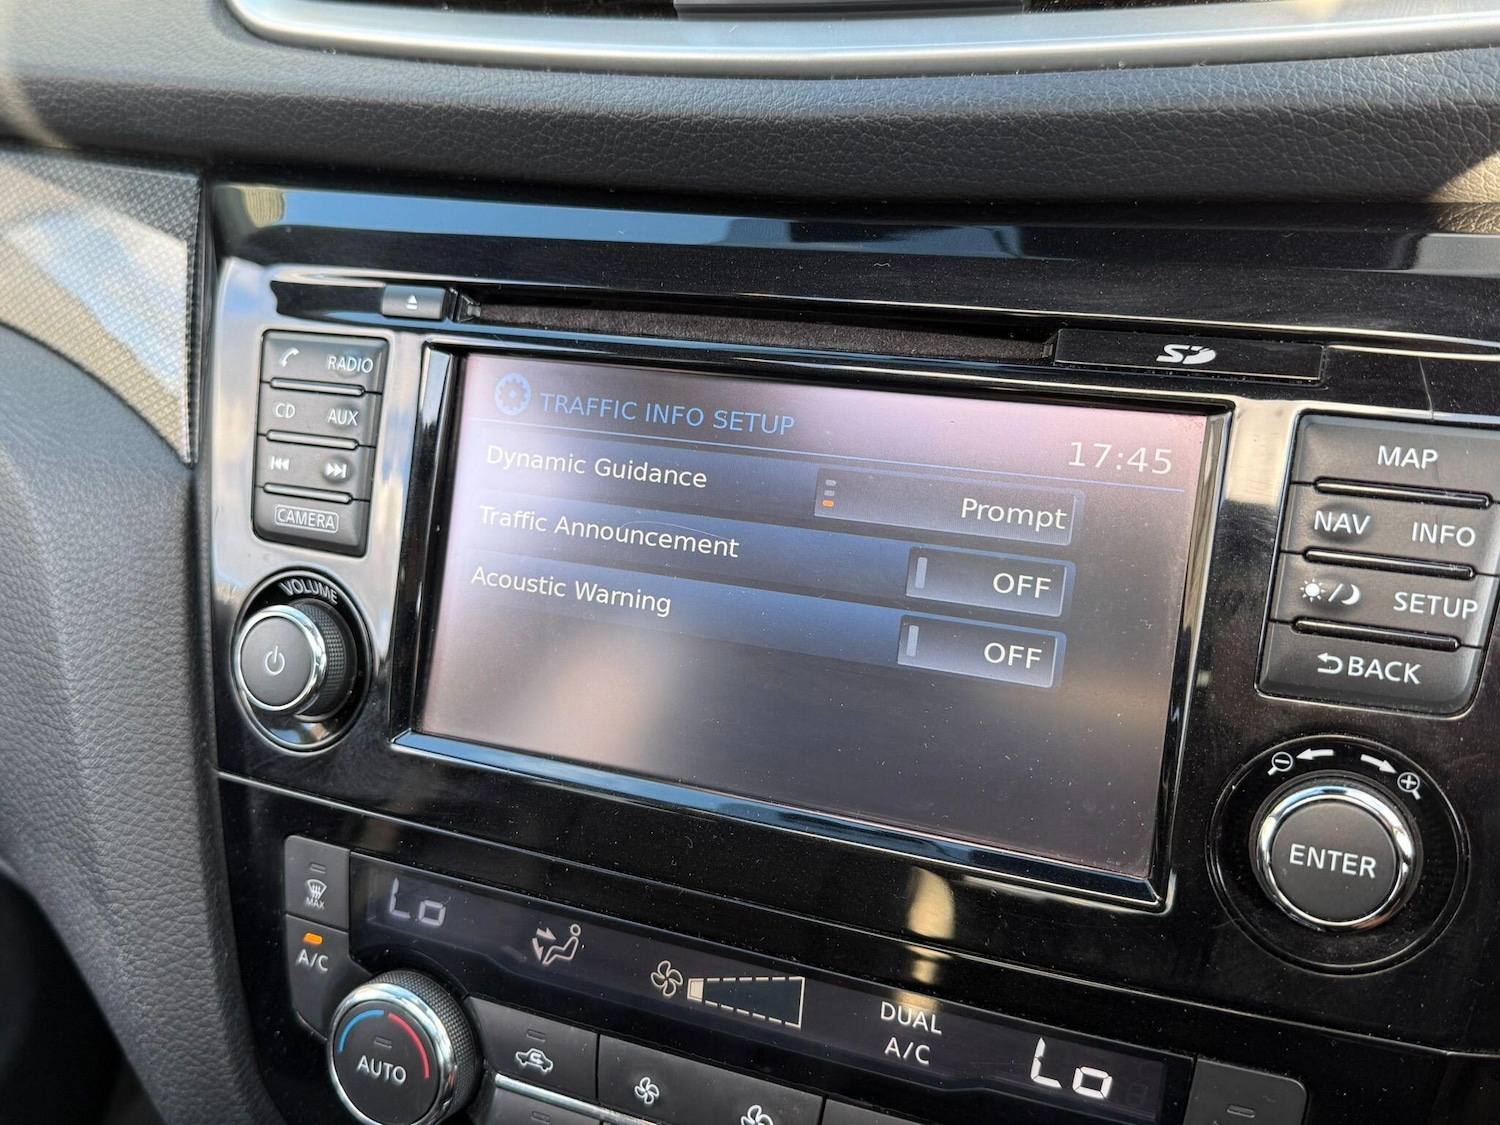 RADIO
CD AUX
CAMERA
VOLUME
TRAFFIC INFO SETUP
17:45
Dynamic Guidance
Prompt
Traffic Announcement
OFF
Acoustic Warning
OFF
SD
MAP
NAV INFO
SETUP
BACK
ENTER
MAX
A/C
Lo
AUTO
DUAL
A/C
Lo